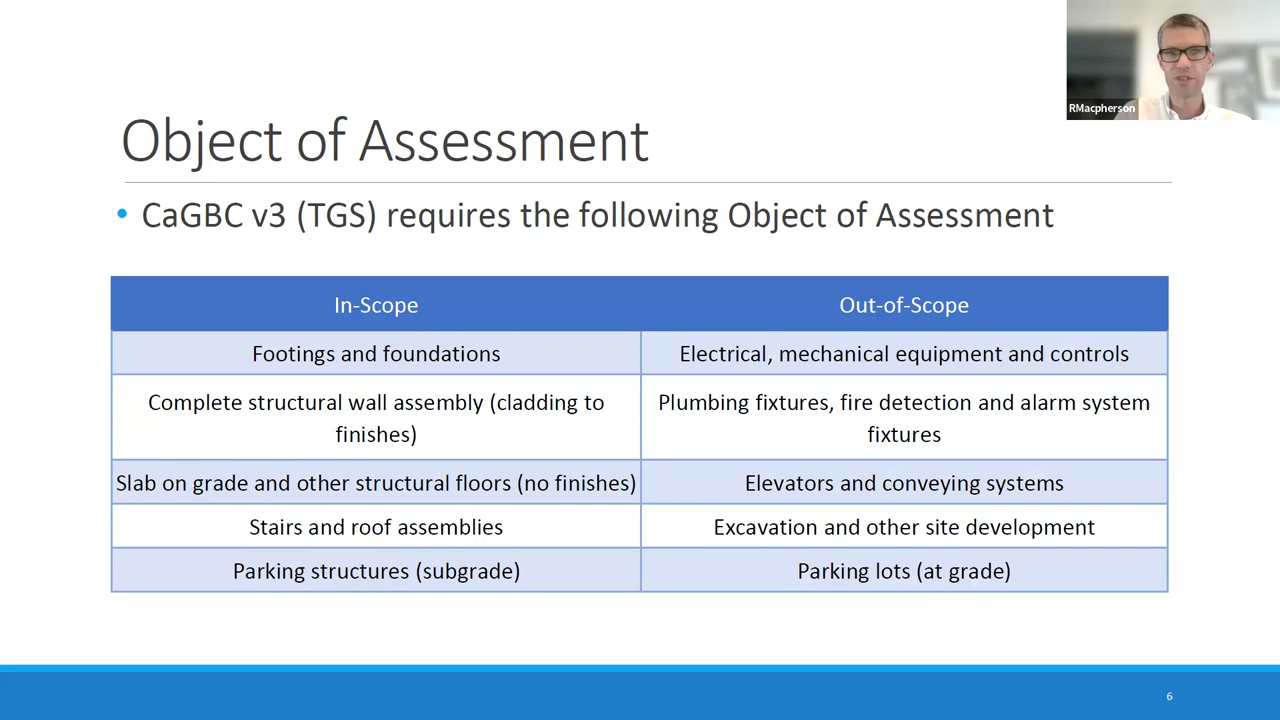 RMacpherson
Object of Assessment
• CaGBC v3 (TGS) requires the following Object of Assessment
In-Scope
Out-of-Scope
Footings and foundations
Electrical, mechanical equipment and controls
Complete structural wall assembly (cladding to
finishes)
Plumbing fixtures, fire detection and alarm system
fixtures
Slab on grade and other structural floors (no finishes)
Elevators and conveying systems
Stairs and roof assemblies
Excavation and other site development
Parking structures (subgrade)
Parking lots (at grade)
6